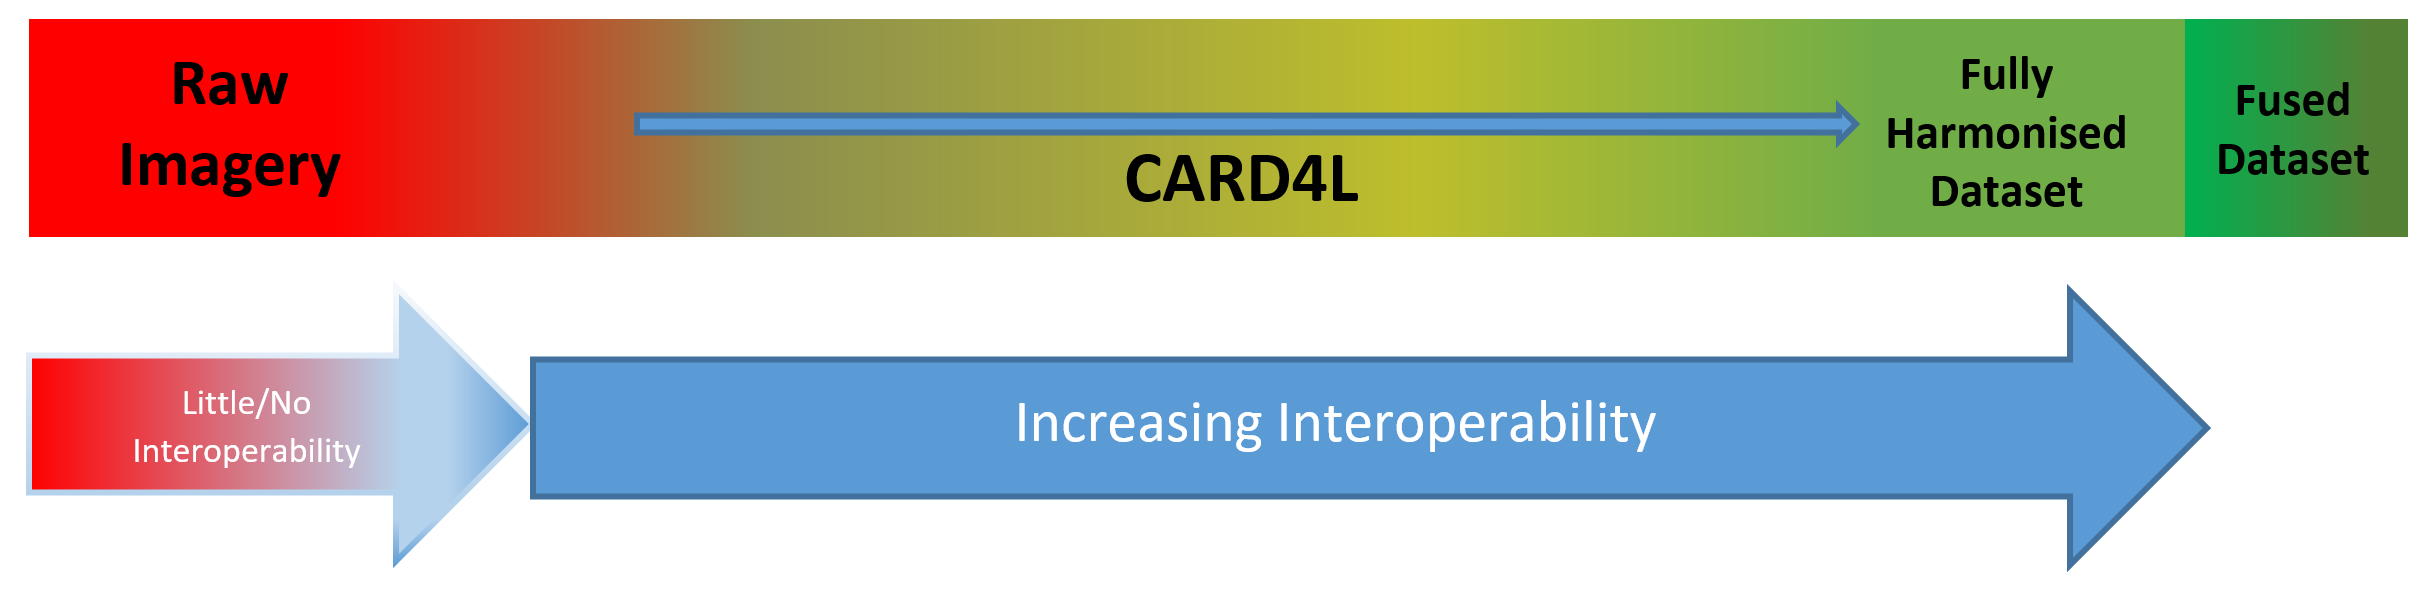 Raw
Imagery
CARD4L
Fully
Harmonised
Dataset
Fused
Dataset
Little/No
Interoperability
Increasing Interoperability